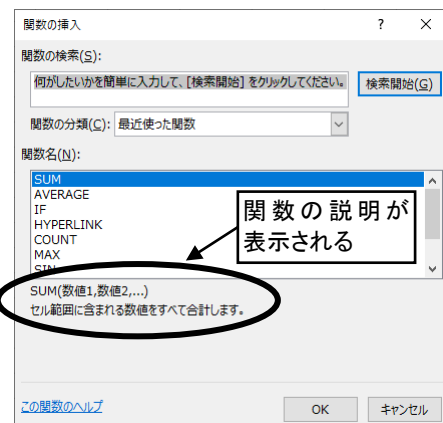 関数の挿入 ? ×
関数の検索(S):
何がしたいかを簡単に入力して、[検索開始] をクリックしてください。 検索開始(G)
関数の分類(C): 最近使った関数
関数名(N):
SUM
AVERAGE
IF
HYPERLINK
COUNT
MAX
SIN
関数の説明が
表示される
SUM(数値1,数値2,...)
セル範囲に含まれる数値をすべて合計します。
この関数のヘルプ OK キャンセル